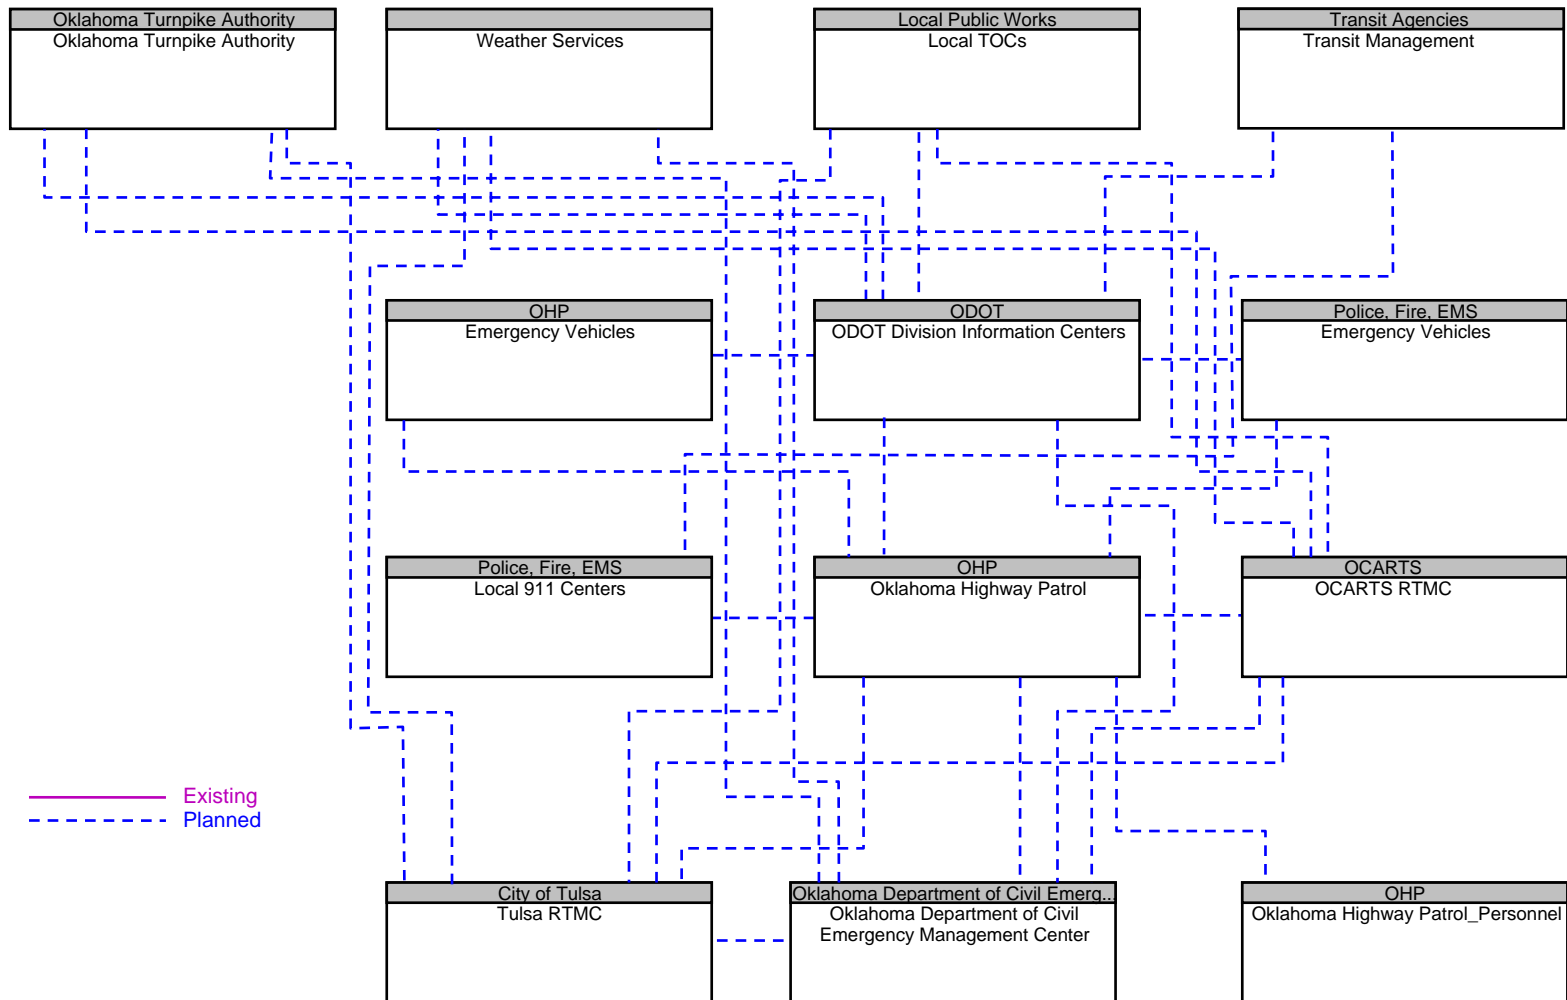 Oklahoma Turnpike Authority
Oklahoma Turnpike Authority
Weather Services
Local Public Works
Local TOCs
Transit Agencies
Transit Management
OHP
Emergency Vehicles
ODOT
ODOT Division Information Centers
Police, Fire, EMS
Emergency Vehicles
Police, Fire, EMS
Local 911 Centers
OHP
Oklahoma Highway Patrol
OCARTS
OCARTS RTMC
Existing
Planned
City of Tulsa
Tulsa RTMC
Oklahoma Department of Civil Emerg...
Oklahoma Department of Civil
Emergency Management Center
OHP
Oklahoma Highway Patrol_Personnel